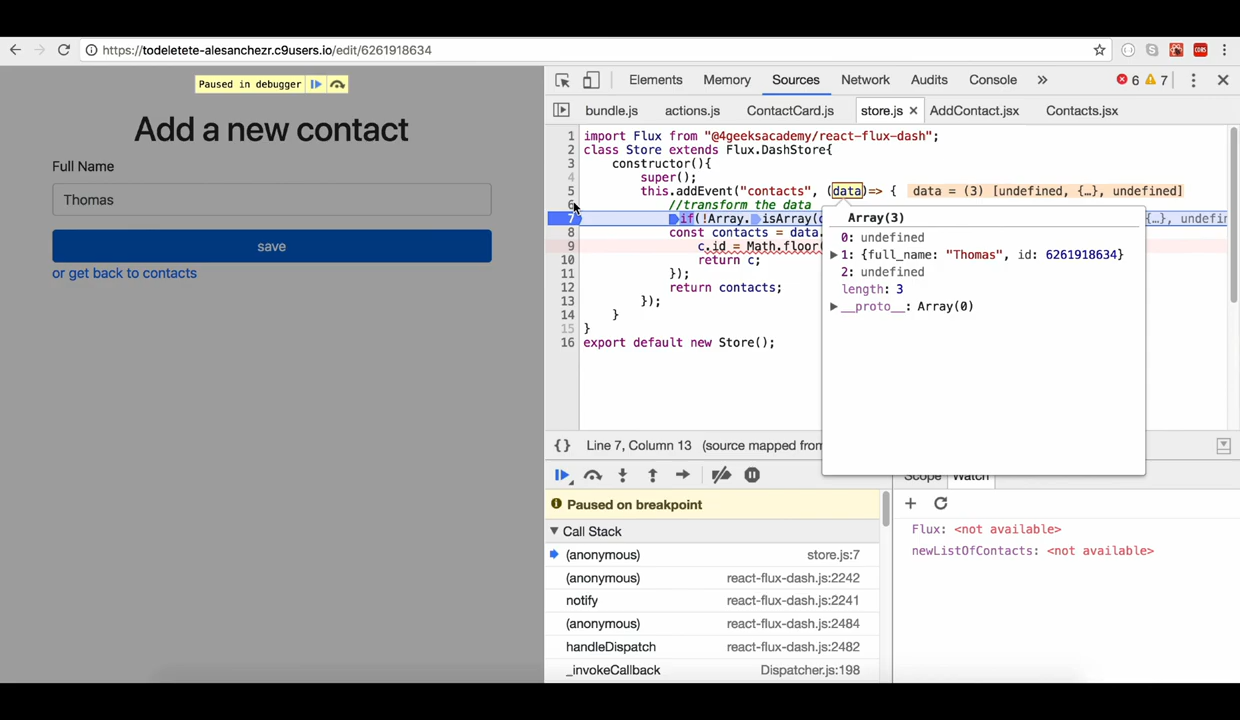 https://todeletete-alesanchezr.c9users.io/edit/6261918634
Paused in debugger
Add a new contact
Full Name
Thomas
save
or get back to contacts
Elements Memory Sources Network Audits Console » 6 7
bundle.js actions.js ContactCard.js store.js × AddContact.jsx Contacts.jsx
1 import Flux from "@4geeksacademy/react-flux-dash";
2 class Store extends Flux.DashStore{
3 constructor(){
4 super();
5 this.addEvent("contacts", (data)=> { data = (3) [undefined, {…}, undefined]
6 //transform the data
7 if(!Array.isArray( {…}, undefin
8 const contacts = data.
9 c.id = Math.floor(
10 return c;
11 });
12 return contacts;
13 });
14 }
15 }
16 export default new Store();
Array(3)
0: undefined
1: {full_name: "Thomas", id: 6261918634}
2: undefined
length: 3
__proto__: Array(0)
{} Line 7, Column 13 (source mapped from
Scope Watch
Paused on breakpoint
Call Stack
(anonymous) store.js:7
(anonymous) react-flux-dash.js:2242
notify react-flux-dash.js:2241
(anonymous) react-flux-dash.js:2484
handleDispatch react-flux-dash.js:2482
_invokeCallback Dispatcher.js:198
Flux: <not available>
newListOfContacts: <not available>